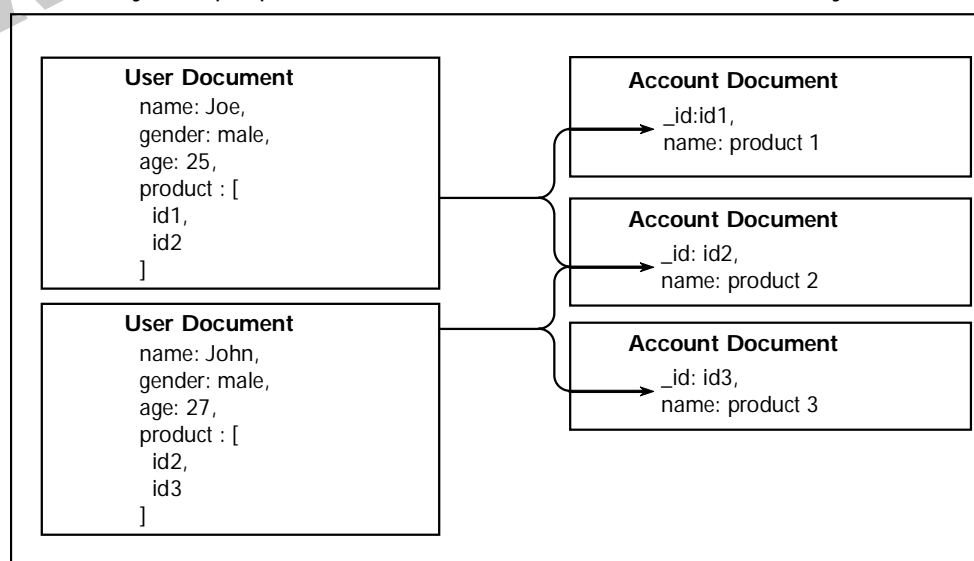 User Document
name: Joe,
gender: male,
age: 25,
product : [
id1,
id2
]
User Document
name: John,
gender: male,
age: 27,
product : [
id2,
id3
]
Account Document
_id:id1,
name: product 1
Account Document
_id: id2,
name: product 2
Account Document
_id: id3,
name: product 3